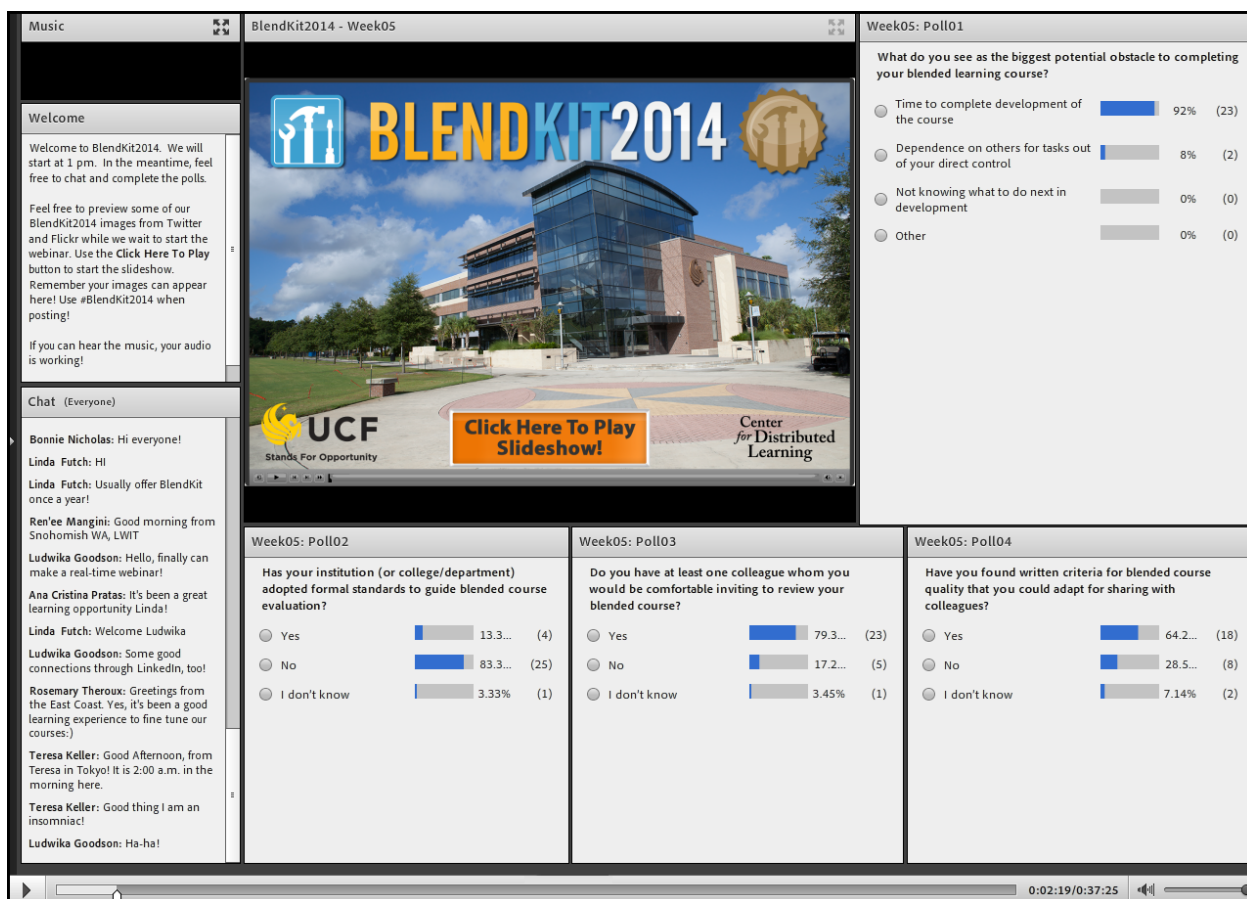 Music
Welcome
Welcome to BlendKit2014. We will
start at 1 pm. In the meantime, feel
free to chat and complete the polls.
Feel free to preview some of our
BlendKit2014 images from Twitter
and Flickr while we wait to start the
webinar. Use the Click Here To Play
button to start the slideshow.
Remember your images can appear
here! Use #BlendKit2014 when
posting!
If you can hear the music, your audio
is working!
Chat (Everyone)
Bonnie Nicholas: Hi everyone!
Linda Futch: HI
Linda Futch: Usually offer BlendKit
once a year!
Ren'ee Mangini: Good morning from
Snohomish WA, LWIT
Ludwika Goodson: Hello, finally can
make a real-time webinar!
Ana Cristina Pratas: It's been a great
learning opportunity Linda!
Linda Futch: Welcome Ludwika
Ludwika Goodson: Some good
connections through LinkedIn, too!
Rosemary Theroux: Greetings from
the East Coast. Yes, it's been a good
learning experience to fine tune our
courses:)
Teresa Keller: Good Afternoon, from
Teresa in Tokyo! It is 2:00 a.m. in the
morning here.
Teresa Keller: Good thing I am an
insomniac!
Ludwika Goodson: Ha-ha!
BlendKit2014 - Week05
BLENDKIT2014
UCF
Stands For Opportunity
Click Here To Play
Slideshow!
Center
for Distributed
Learning
Week05: Poll01
What do you see as the biggest potential obstacle to completing
your blended learning course?
Time to complete development of
the course 92% (23)
Dependence on others for tasks out
of your direct control 8% (2)
Not knowing what to do next in
development 0% (0)
Other 0% (0)
Week05: Poll02
Has your institution (or college/department)
adopted formal standards to guide blended course
evaluation?
Yes 13.3... (4)
No 83.3... (25)
I don't know 3.33% (1)
Week05: Poll03
Do you have at least one colleague whom you
would be comfortable inviting to review your
blended course?
Yes 79.3... (23)
No 17.2... (5)
I don't know 3.45% (1)
Week05: Poll04
Have you found written criteria for blended course
quality that you could adapt for sharing with
colleagues?
Yes 64.2... (18)
No 28.5... (8)
I don't know 7.14% (2)
0:02:19/0:37:25